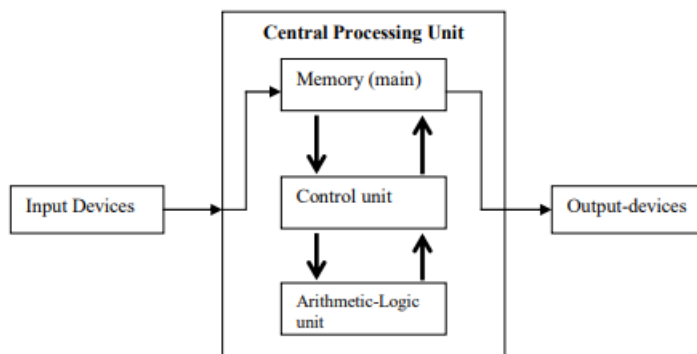 Central Processing Unit
Memory (main)
Input Devices
Control unit
Output-devices
Arithmetic-Logic
unit